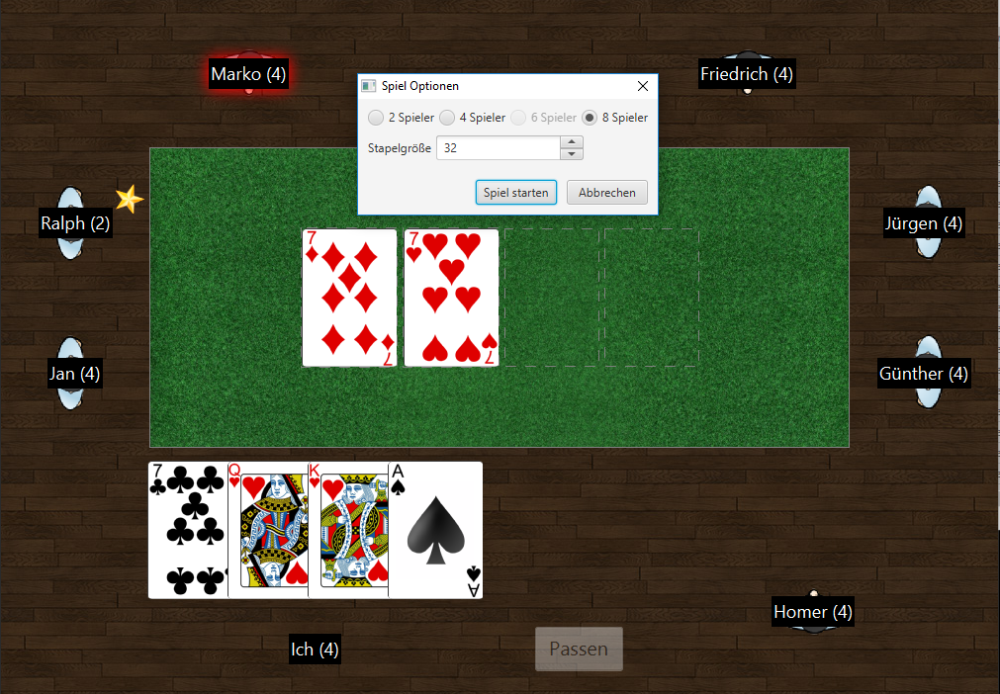 Marko (4)
Friedrich (4)
Spiel Optionen
2 Spieler 4 Spieler 6 Spieler 8 Spieler
Stapelgröße 32
Spiel starten Abbrechen
Ralph (2)
Jürgen (4)
7 7
7 7
Jan (4)
Günther (4)
7 Q K A
A
Homer (4)
Ich (4)
Passen